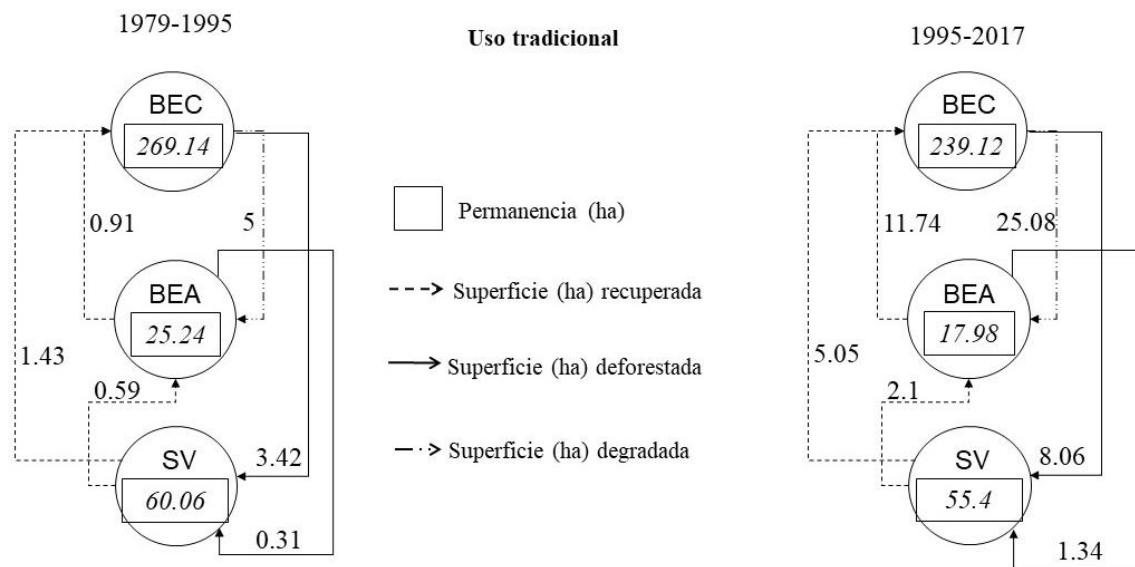 1979-1995
BEC
269.14
0.91
5
BEA
25.24
1.43
0.59
SV
3.42
60.06
0.31
Uso tradicional
Permanencia (ha)
Superficie (ha) recuperada
Superficie (ha) deforestada
Superficie (ha) degradada
1995-2017
BEC
239.12
11.74
25.08
BEA
17.98
5.05
2.1
SV
8.06
55.4
1.34